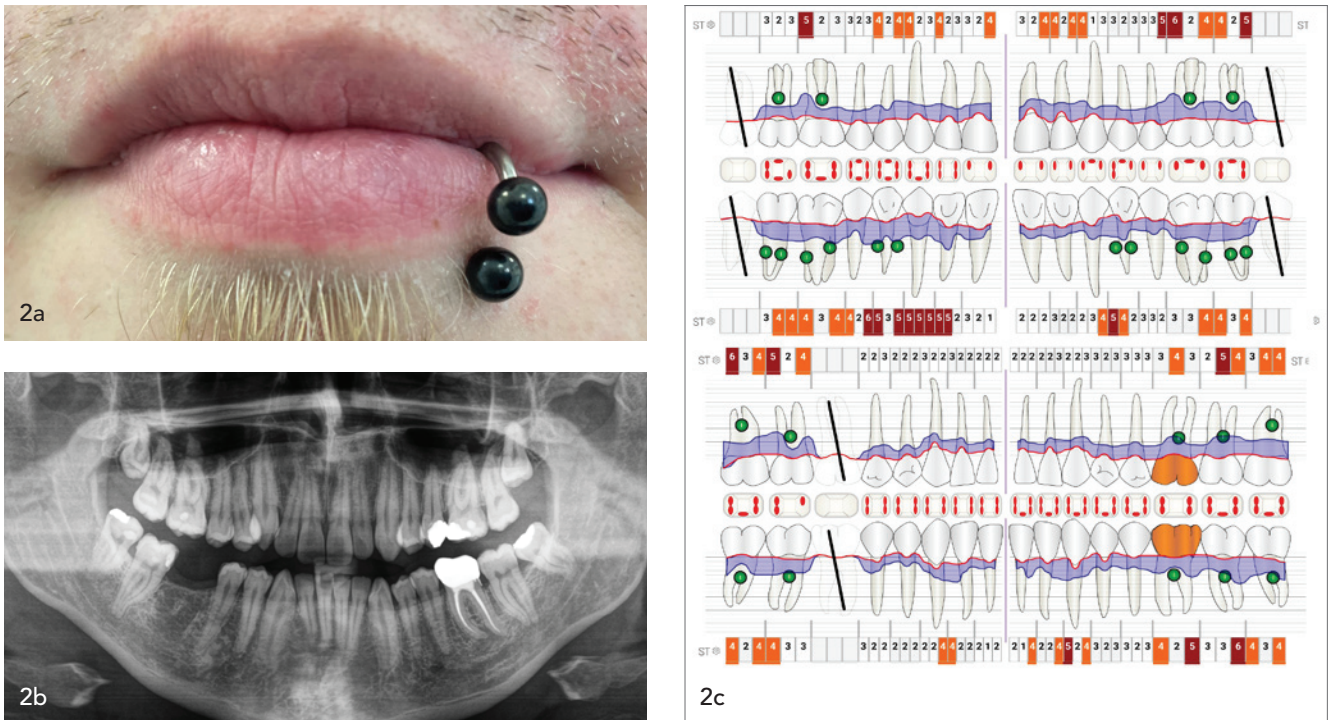 2a
2b
ST 3 2 3 5 2 3 3 2 3 4 2 4 4 2 3 4 2 3 3 2 4
3 2 4 4 2 4 4 1 3 3 2 3 2 3 3 5 6 2 4 4 2 5 ST
ST 3 4 4 4 3 4 4 2 6 5 3 5 5 5 5 5 5 2 3 2 1
2 2 2 3 2 2 2 3 4 5 4 2 3 3 2 3 3 4 4 3 4
ST 6 3 4 5 2 4 2 2 3 2 2 2 3 2 2 3 2 2 2 2 2
2 2 2 2 2 3 2 2 3 3 2 3 3 3 3 3 4 3 2 5 4 3 4 4 ST
ST 4 2 4 4 3 3 3 2 2 2 2 2 2 4 4 2 2 2 1 2
2 1 4 2 2 4 5 2 4 2 2 3 2 3 3 4 2 5 3 3 6 4 3 4
2c